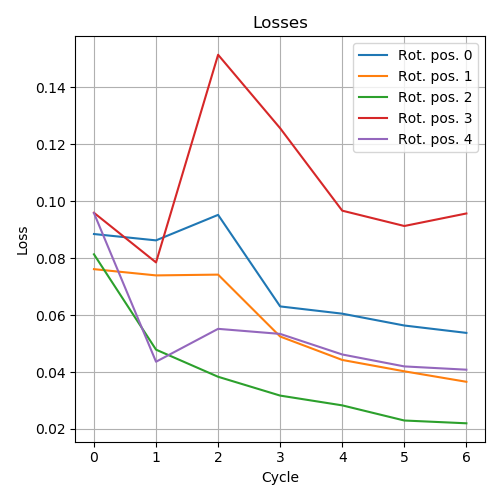 Losses
Rot. pos. 0
Rot. pos. 1
Rot. pos. 2
Rot. pos. 3
Rot. pos. 4
0.14
0.12
0.10
0.08
0.06
0.04
0.02
Loss
0 1 2 3 4 5 6
Cycle